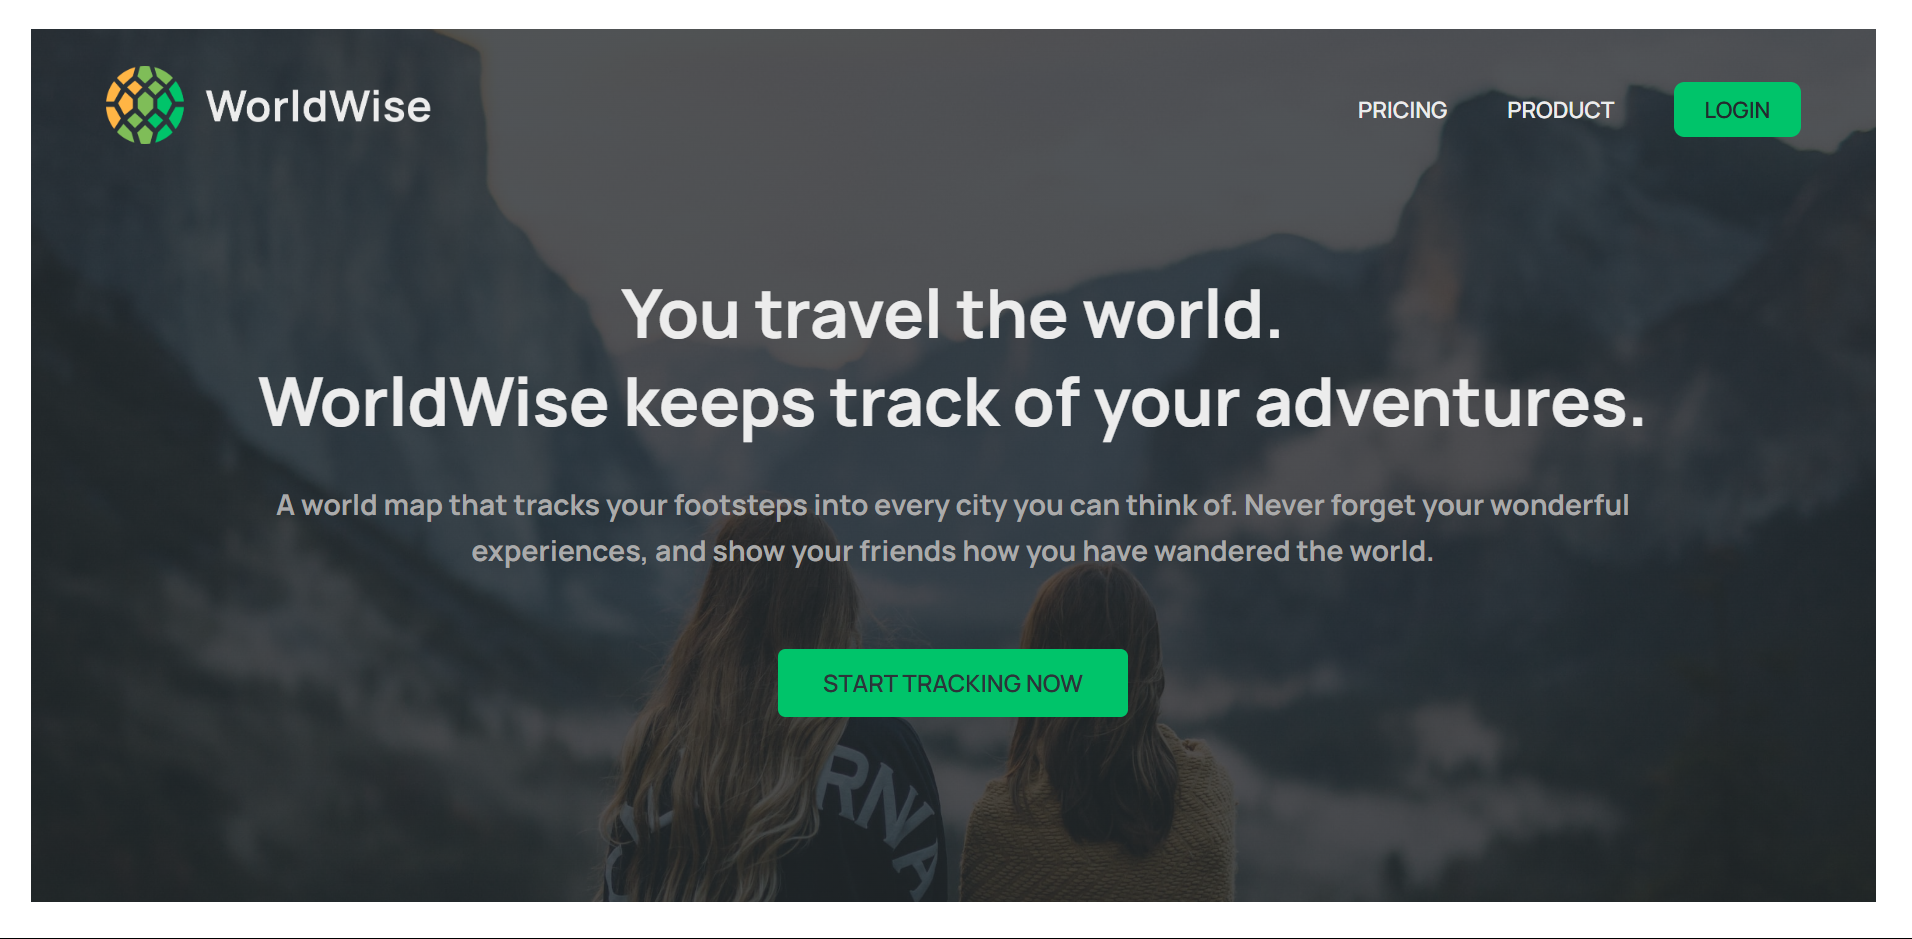 WorldWise
PRICING
PRODUCT
LOGIN
You travel the world.
WorldWise keeps track of your adventures.
A world map that tracks your footsteps into every city you can think of. Never forget your wonderful
experiences, and show your friends how you have wandered the world.
START TRACKING NOW
RNIA